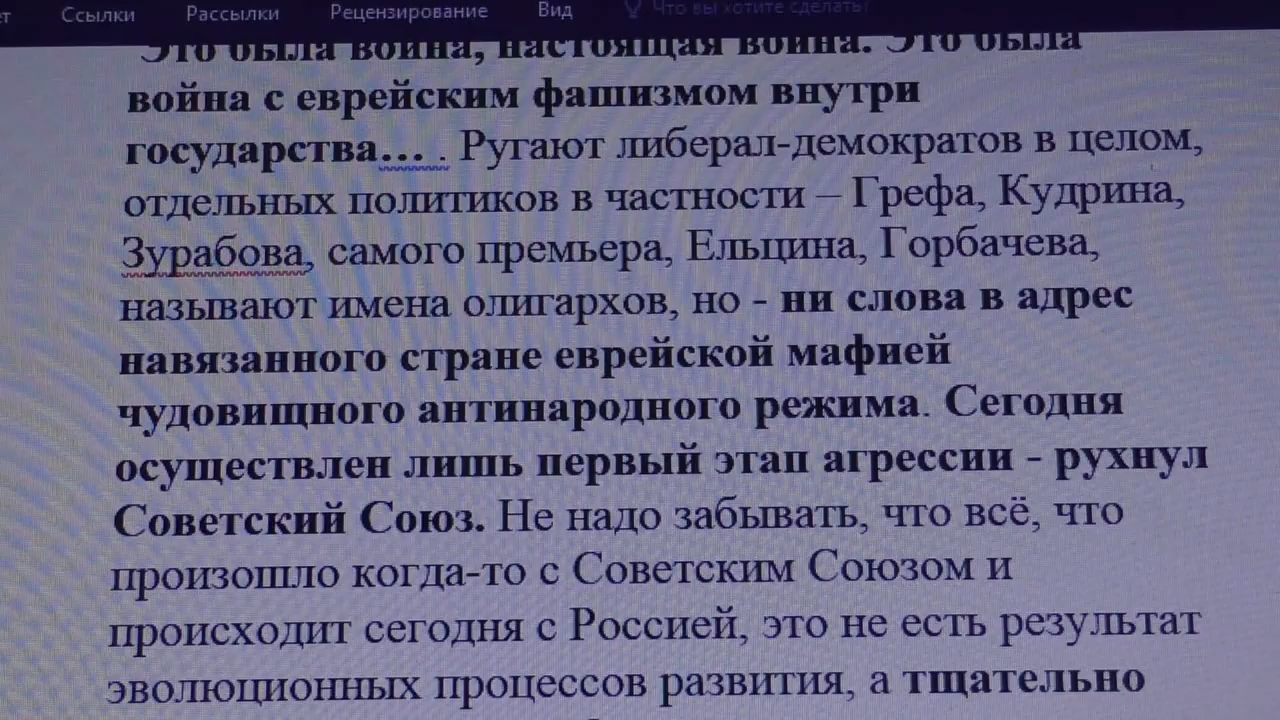 Ссылки Рассылки Рецензирование Вид Что вы хотите сделать?
Это была война, настоящая война. Это была
война с еврейским фашизмом внутри
государства... . Ругают либерал-демократов в целом,
отдельных политиков в частности – Грефа, Кудрина,
Зурабова, самого премьера, Ельцина, Горбачева,
называют имена олигархов, но - ни слова в адрес
навязанного стране еврейской мафией
чудовищного антинародного режима. Сегодня
осуществлен лишь первый этап агрессии - рухнул
Советский Союз. Не надо забывать, что всё, что
произошло когда-то с Советским Союзом и
происходит сегодня с Россией, это не есть результат
эволюционных процессов развития, а тщательно